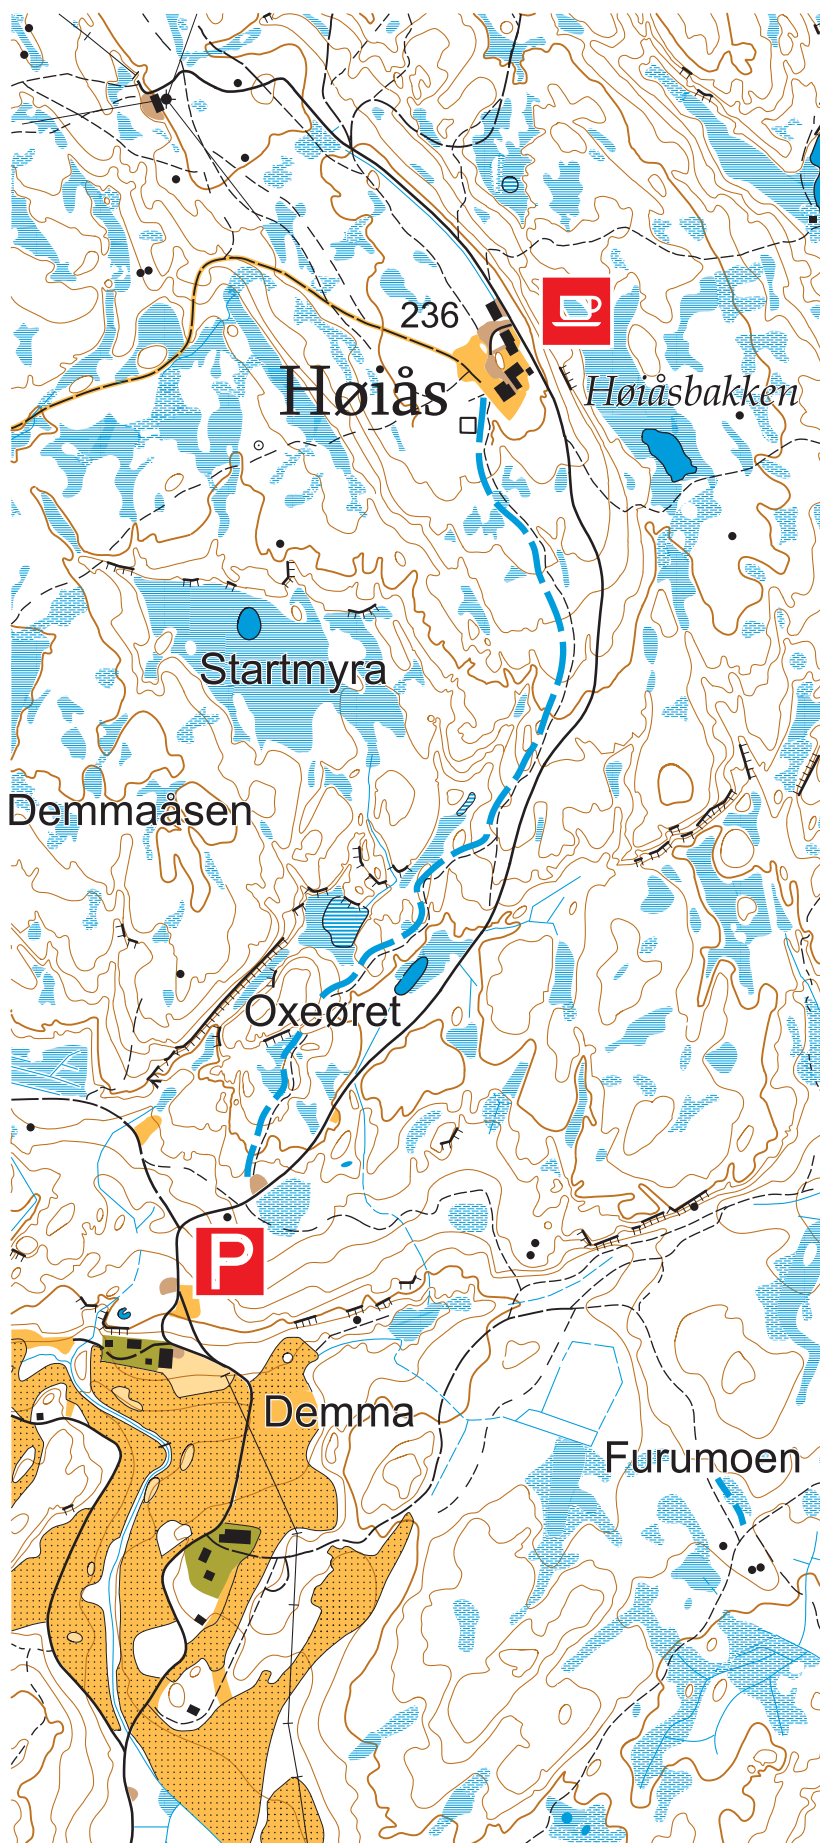 236
Høiås
Høiåsbakken
Startmyra
Demmaåsen
Oxeøret
P
Demma
Furumoen